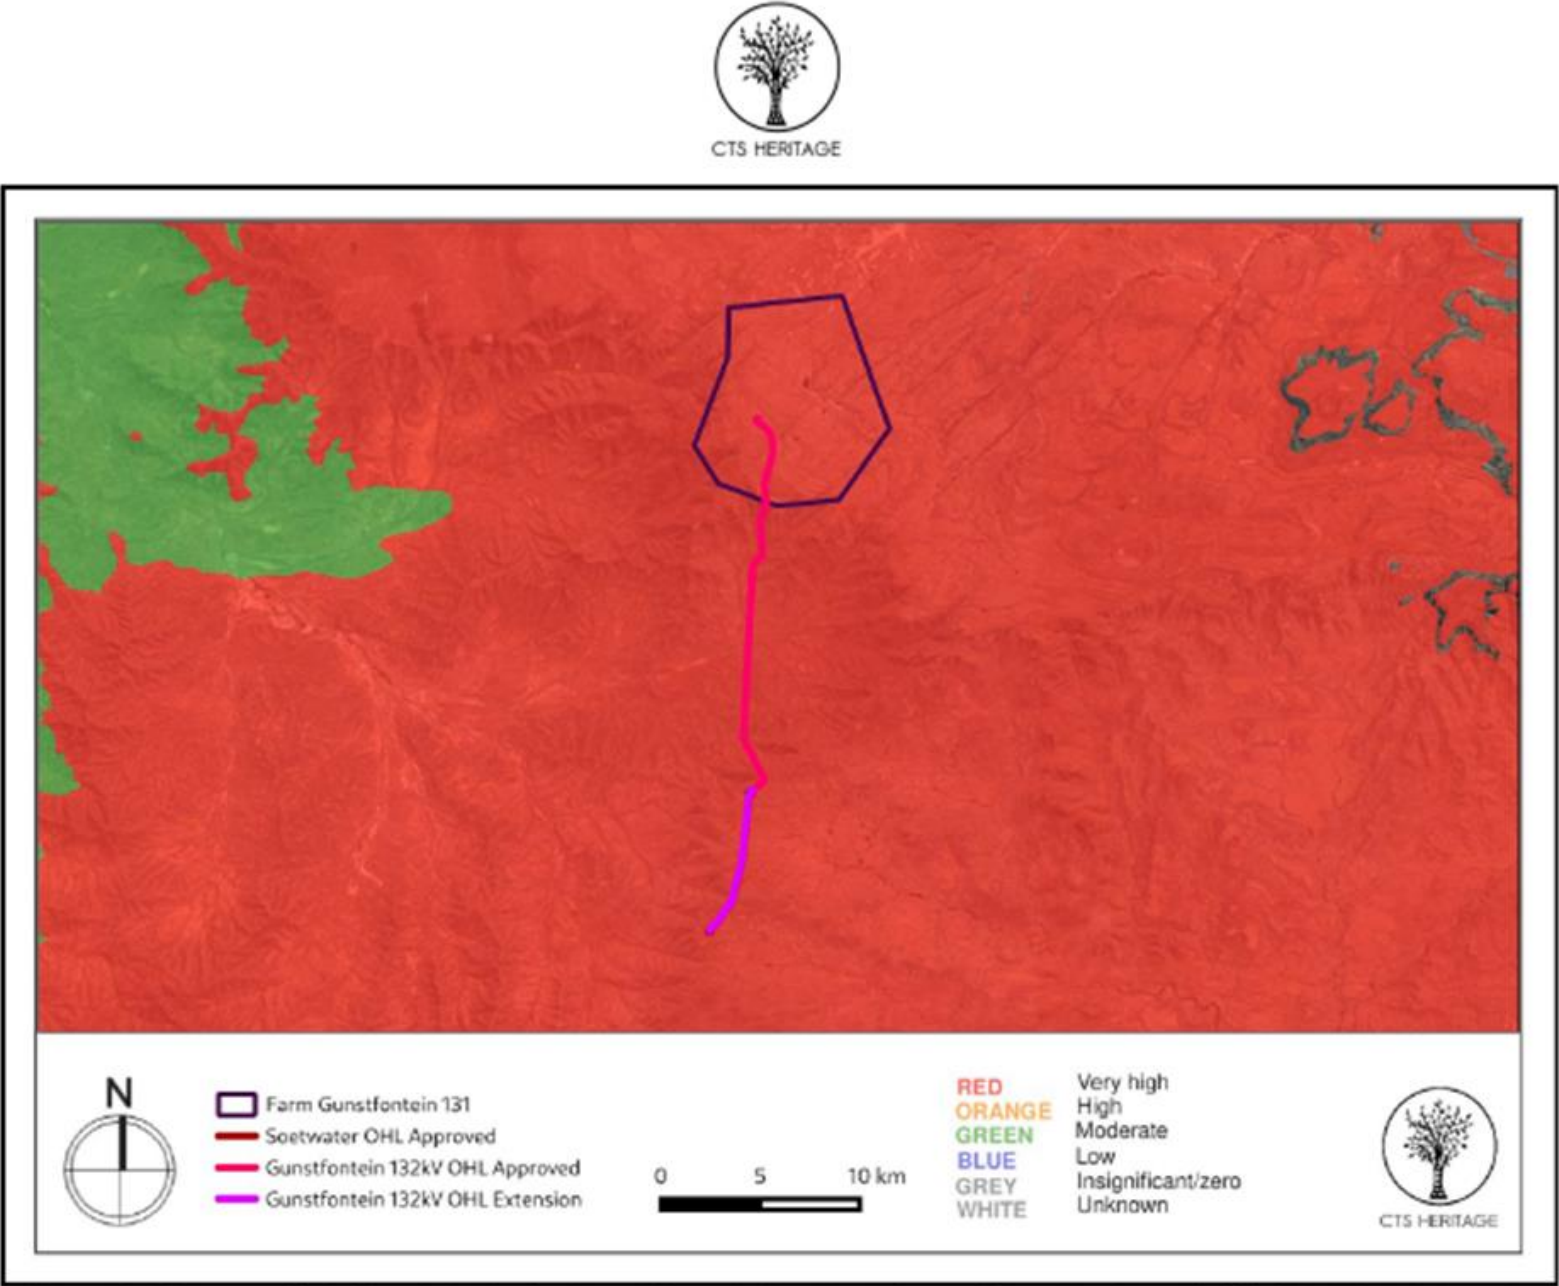 CTS HERITAGE
N
Farm Gunstfontein 131
Soetwater OHL Approved
Gunstfontein 132kV OHL Approved
Gunstfontein 132kV OHL Extension
0 5 10 km
RED Very high
ORANGE High
GREEN Moderate
BLUE Low
GREY Insignificant/zero
WHITE Unknown
CTS HERITAGE